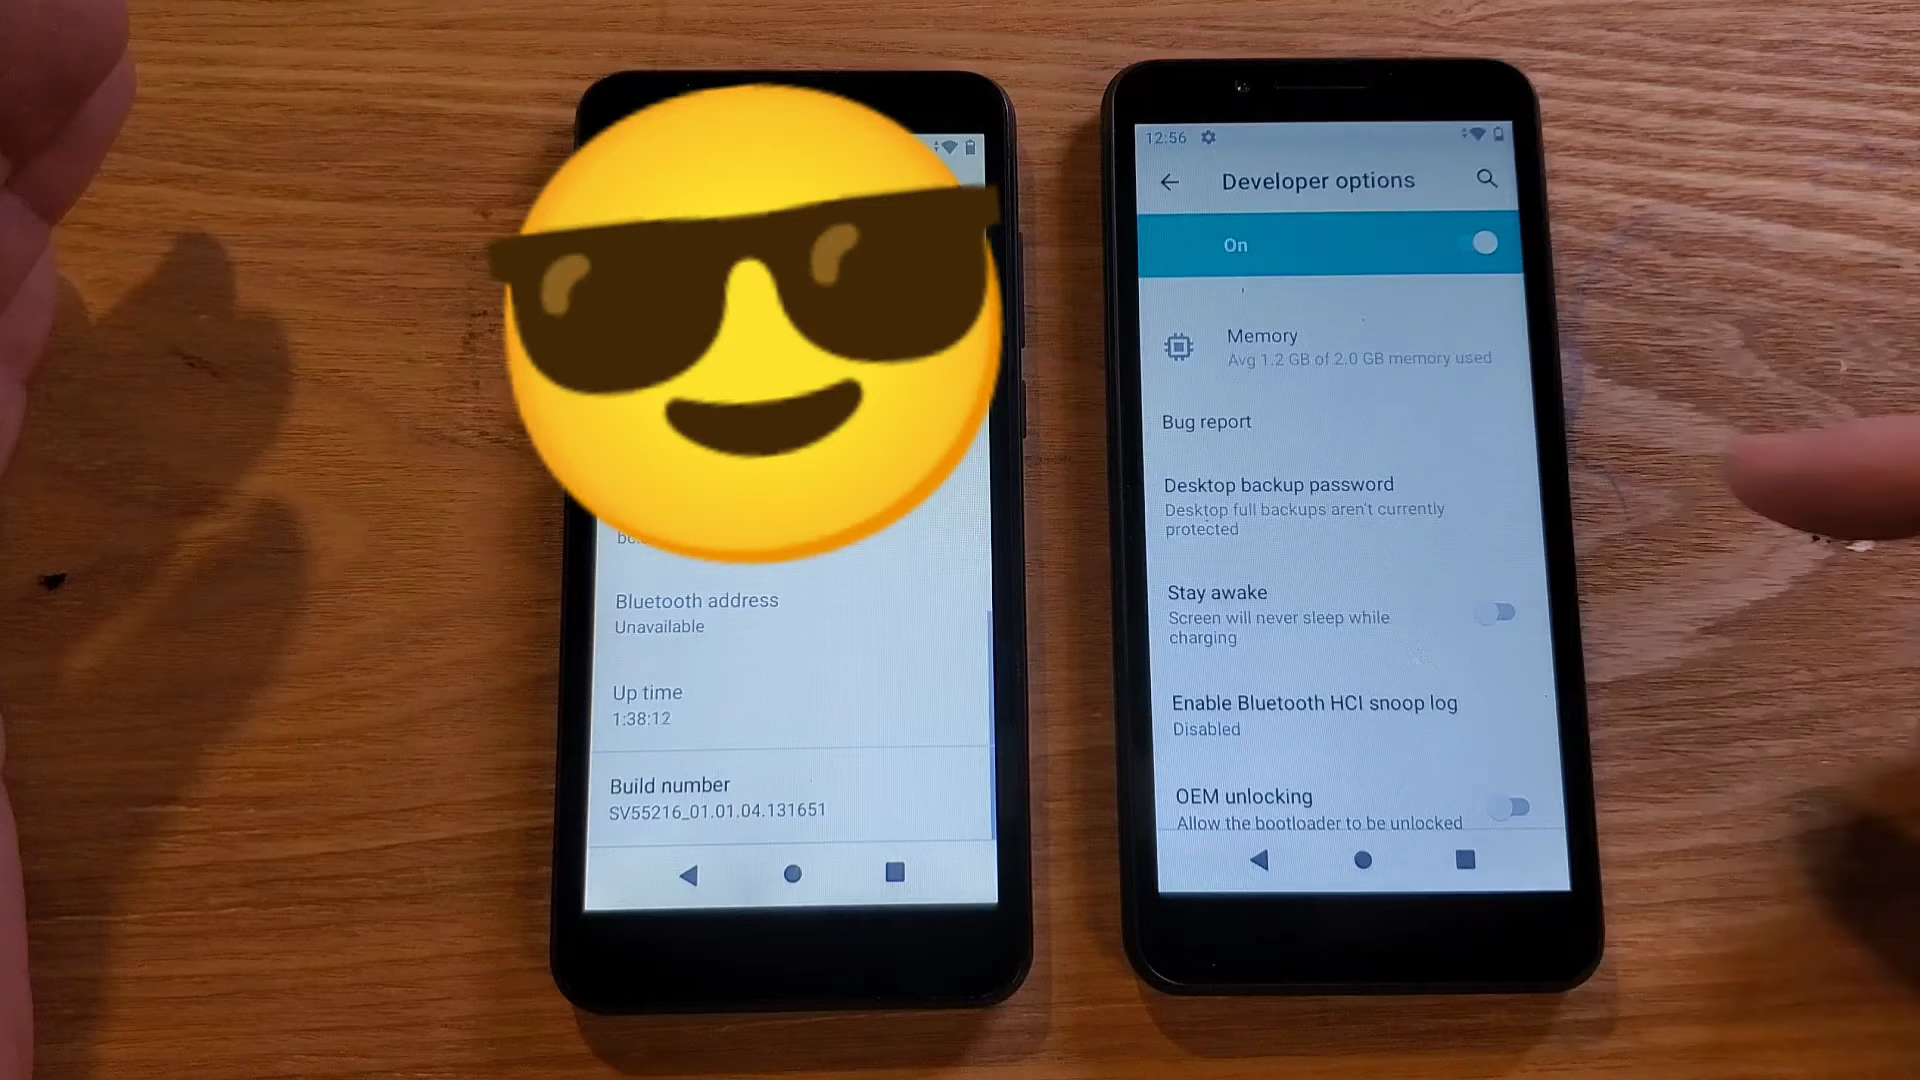 Bluetooth address
Unavailable
Up time
1:38:12
Build number
SV55216_01.01.04.131651
12:56
Developer options
On
Memory
Avg 1.2 GB of 2.0 GB memory used
Bug report
Desktop backup password
Desktop full backups aren't currently
protected
Stay awake
Screen will never sleep while
charging
Enable Bluetooth HCI snoop log
Disabled
OEM unlocking
Allow the bootloader to be unlocked